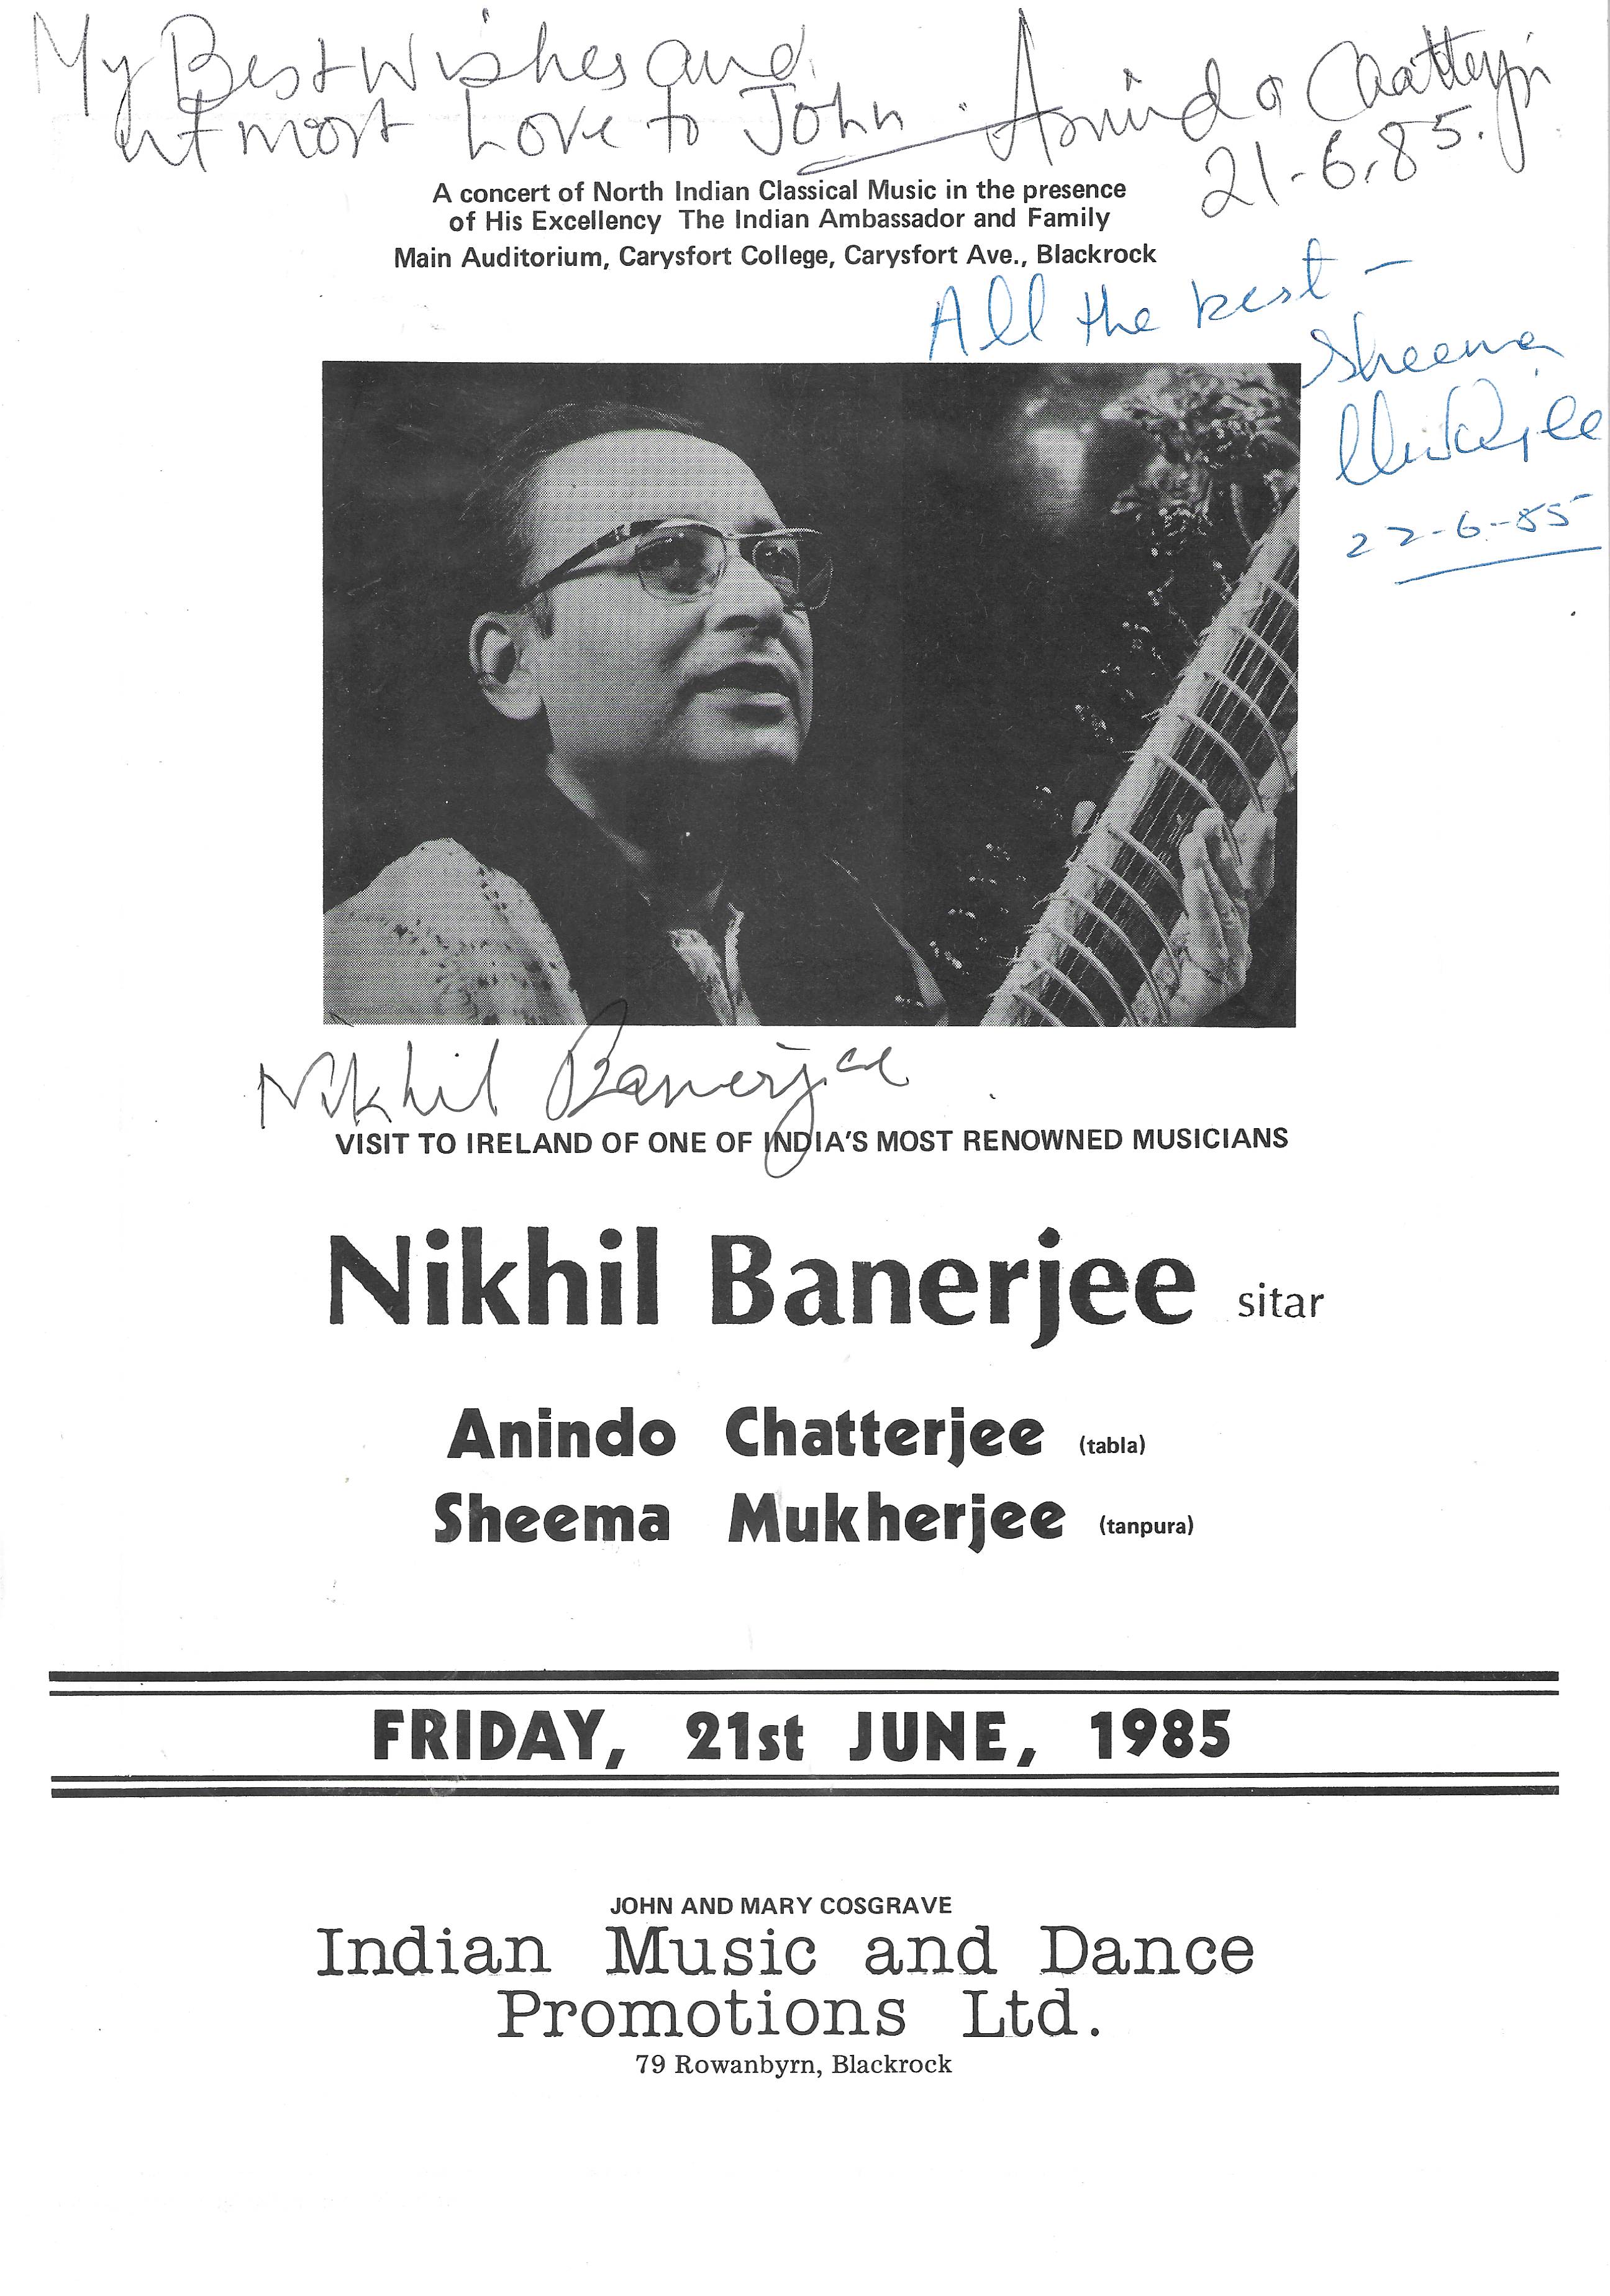 My Best Wishes and
utmost Love to John. Anindo Chatterji
21-6.85.
A concert of North Indian Classical Music in the presence
of His Excellency The Indian Ambassador and Family
Main Auditorium, Carysfort College, Carysfort Ave., Blackrock
All the best –
Sheema
Mukherjee
22-6-85
Nikhil Banerjee
VISIT TO IRELAND OF ONE OF INDIA'S MOST RENOWNED MUSICIANS
Nikhil Banerjee sitar
Anindo Chatterjee (tabla)
Sheema Mukherjee (tanpura)
FRIDAY, 21st JUNE, 1985
JOHN AND MARY COSGRAVE
Indian Music and Dance
Promotions Ltd.
79 Rowanbyrn, Blackrock